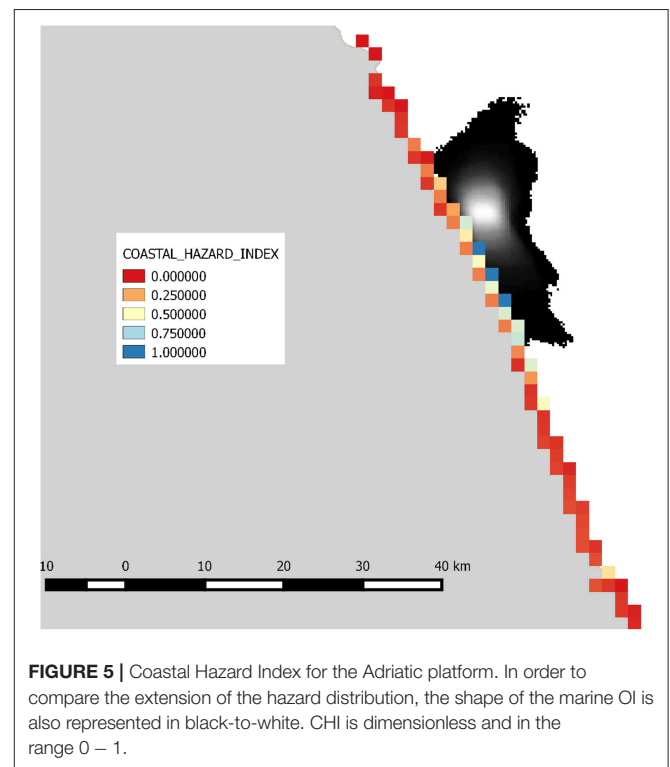 COASTAL_HAZARD_INDEX
0.000000
0.250000
0.500000
0.750000
1.000000
10 0 10 20 30 40 km
FIGURE 5 | Coastal Hazard Index for the Adriatic platform. In order to
compare the extension of the hazard distribution, the shape of the marine OI is
also represented in black-to-white. CHI is dimensionless and in the
range 0 – 1.